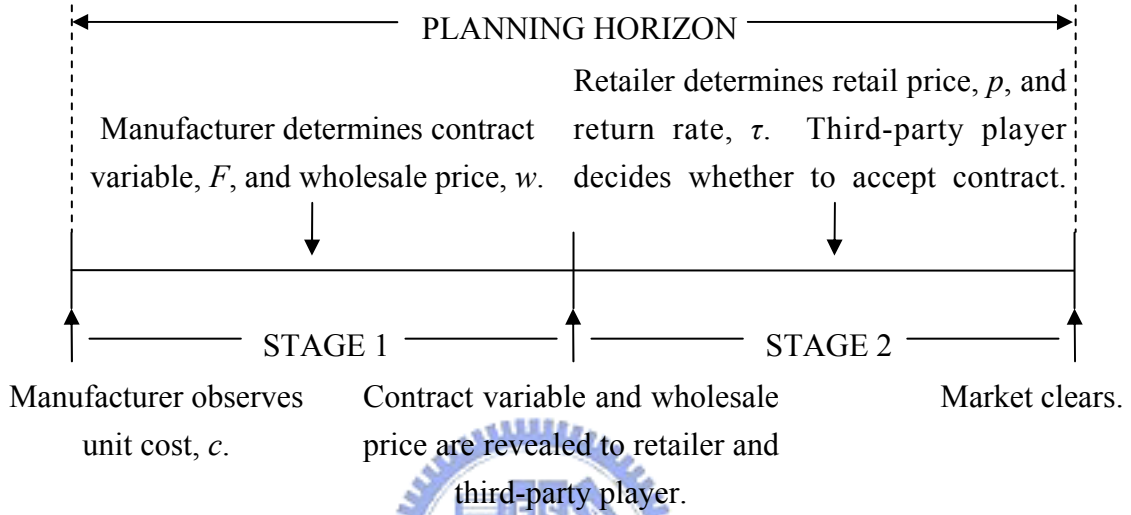 PLANNING HORIZON
Manufacturer determines contract
variable, F, and wholesale price, w.
Retailer determines retail price, p, and
return rate, τ. Third-party player
decides whether to accept contract.
STAGE 1
STAGE 2
Manufacturer observes
unit cost, c.
Contract variable and wholesale
price are revealed to retailer and
third-party player.
Market clears.